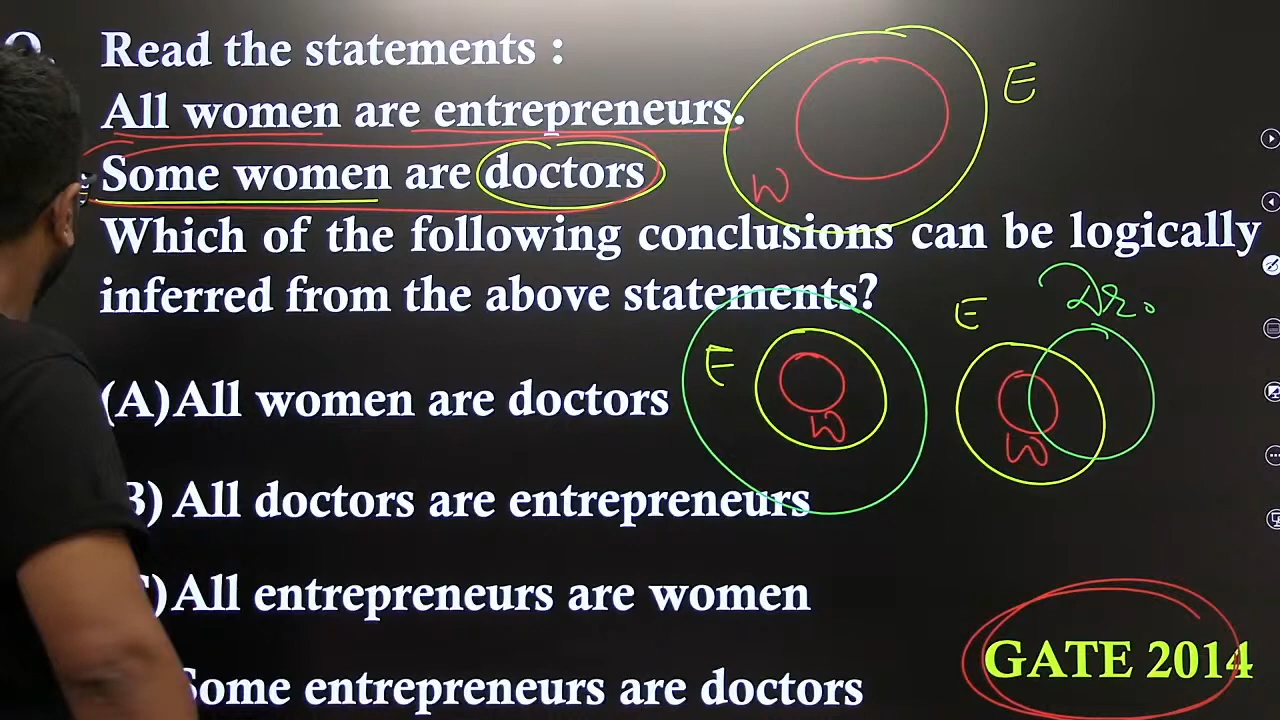 Q. Read the statements :
All women are entrepreneurs.
Some women are doctors
Which of the following conclusions can be logically
inferred from the above statements?
(A)All women are doctors
B) All doctors are entrepreneurs
C)All entrepreneurs are women
Some entrepreneurs are doctors
GATE 2014
E
W
E
W
E
Dr.
W